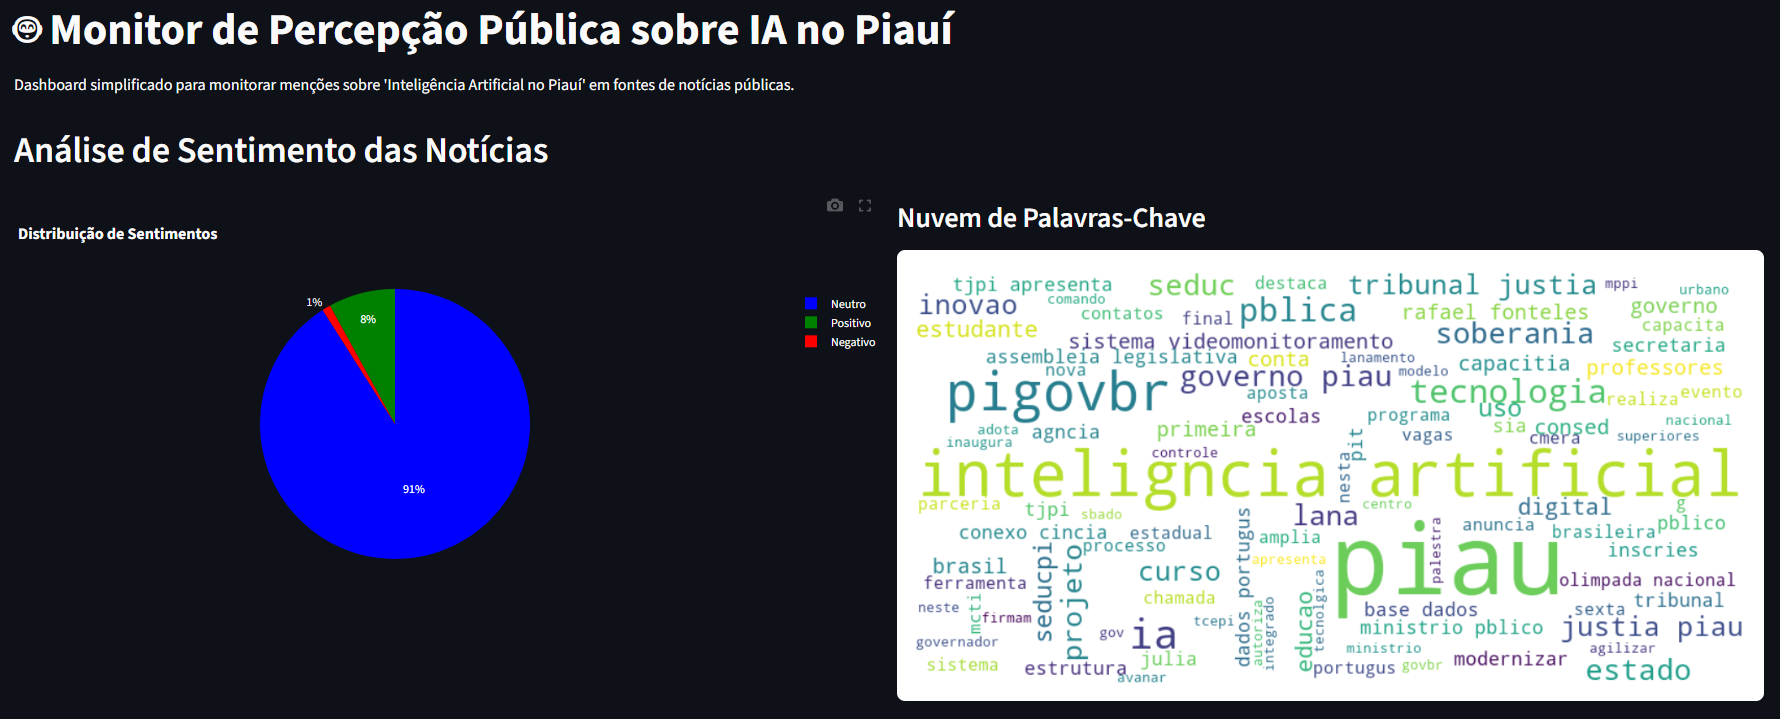 Monitor de Percepção Pública sobre IA no Piauí
Dashboard simplificado para monitorar menções sobre 'Inteligência Artificial no Piauí' em fontes de notícias públicas.
Análise de Sentimento das Notícias
Distribuição de Sentimentos
1%
8%
91%
Neutro
Positivo
Negativo
Nuvem de Palavras-Chave
tjpi apresenta
seduc
destaca
tribunal justia
mppi
urbano
inovao
comando
contatos
final
pblica
rafael fonteles
governo
capacita
estudante
sistema videomonitoramento
soberania
secretaria
assembleia legislativa
conta
lanamento
capacitia
professores
nova
pigovbr
governo piau
modelo
aposta
tecnologia
realiza
evento
escolas
programa
uso
adota
agncia
primeira
vagas
sia
consed
nacional
inaugura
cmera
superiores
controle
pit
nesta
inteligncia artificial
parceria
tjpi
sbado
lana
centro
digital
g
conexo cincia
estadual
amplia
anuncia
brasileira
pblico
processo
inscries
brasil
seducpi
projeto
dados portugus
apresenta
piau
palestra
ferramenta
curso
olimpada nacional
chamada
tecnolgica
educao
base dados
sexta
tribunal
neste
mcti
firmam
tcepi
autoriza
integrado
ministrio pblico
justia piau
governador
gov
ia
ministrio
agilizar
sistema
estrutura
julia
portugus
govbr
modernizar
estado
avanar